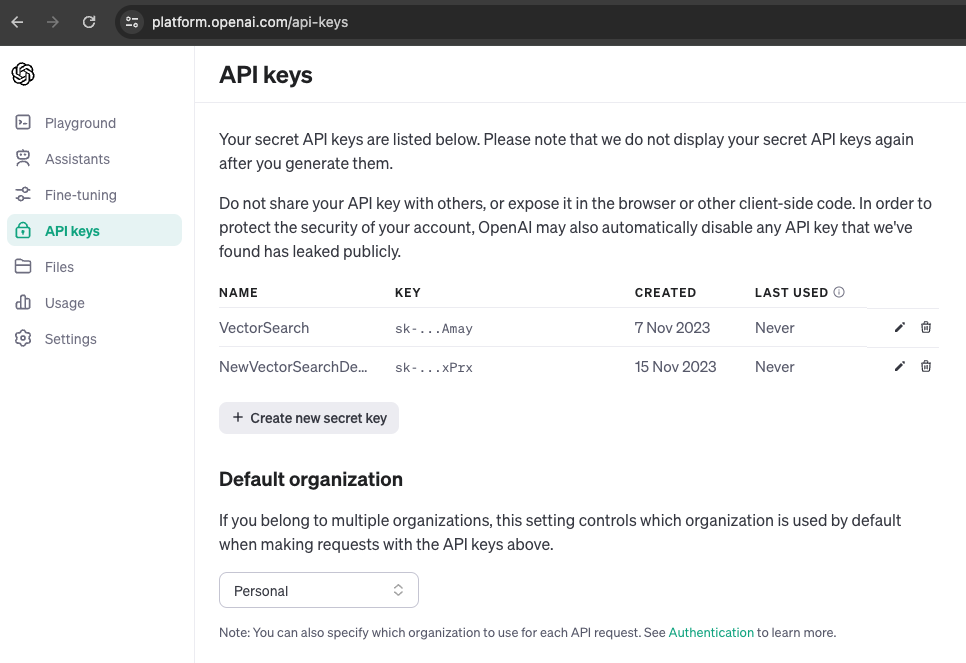 platform.openai.com/api-keys
API keys
Playground
Assistants
Fine-tuning
API keys
Files
Usage
Settings
Your secret API keys are listed below. Please note that we do not display your secret API keys again
after you generate them.
Do not share your API key with others, or expose it in the browser or other client-side code. In order to
protect the security of your account, OpenAI may also automatically disable any API key that we've
found has leaked publicly.
NAME KEY CREATED LAST USED
VectorSearch sk-...Amay 7 Nov 2023 Never
NewVectorSearchDe... sk-...xPrx 15 Nov 2023 Never
+ Create new secret key
Default organization
If you belong to multiple organizations, this setting controls which organization is used by default
when making requests with the API keys above.
Personal
Note: You can also specify which organization to use for each API request. See Authentication to learn more.